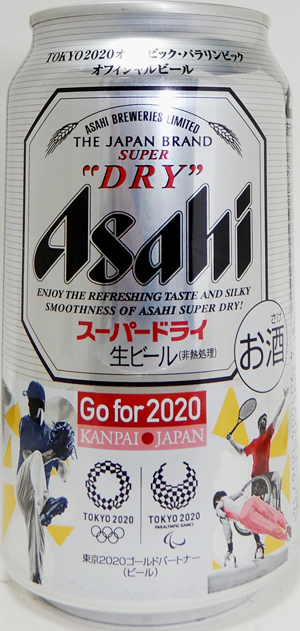 TOKYO2020オリンピック・パラリンピック
オフィシャルビール
ASAHI BREWERIES LIMITED
THE JAPAN BRAND
SUPER
"DRY"
Asahi
ENJOY THE REFRESHING TASTE AND SILKY
SMOOTHNESS OF ASAHI SUPER DRY!
スーパードライ
生ビール(非熱処理)
さけ
お酒
Go for 2020
KANPAI JAPAN
TOKYO 2020
TOKYO 2020
PARALYMPIC GAMES
東京2020ゴールドパートナー
(ビール)